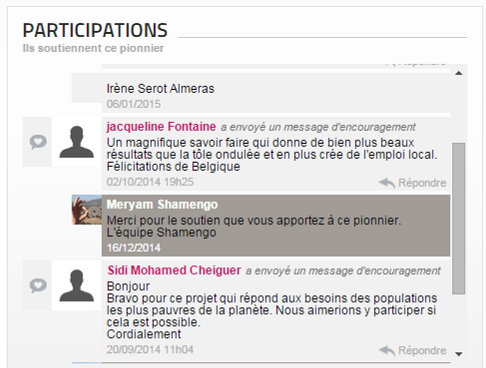 PARTICIPATIONS
Ils soutiennent ce pionnier
Répondre
Irène Serot Almeras
06/01/2015
jacqueline Fontaine a envoyé un message d'encouragement
Un magnifique savoir faire qui donne de bien plus beaux
résultats que la tôle ondulée et en plus crée de l'emploi local.
Félicitations de Belgique
02/10/2014 19h25
Répondre
Meryam Shamengo
Merci pour le soutien que vous apportez à ce pionnier.
L'équipe Shamengo
16/12/2014
Sidi Mohamed Cheiguer a envoyé un message d'encouragement
Bonjour
Bravo pour ce projet qui répond aux besoins des populations
les plus pauvres de la planète. Nous aimerions y participer si
cela est possible.
Cordialement
20/09/2014 11h04
Répondre